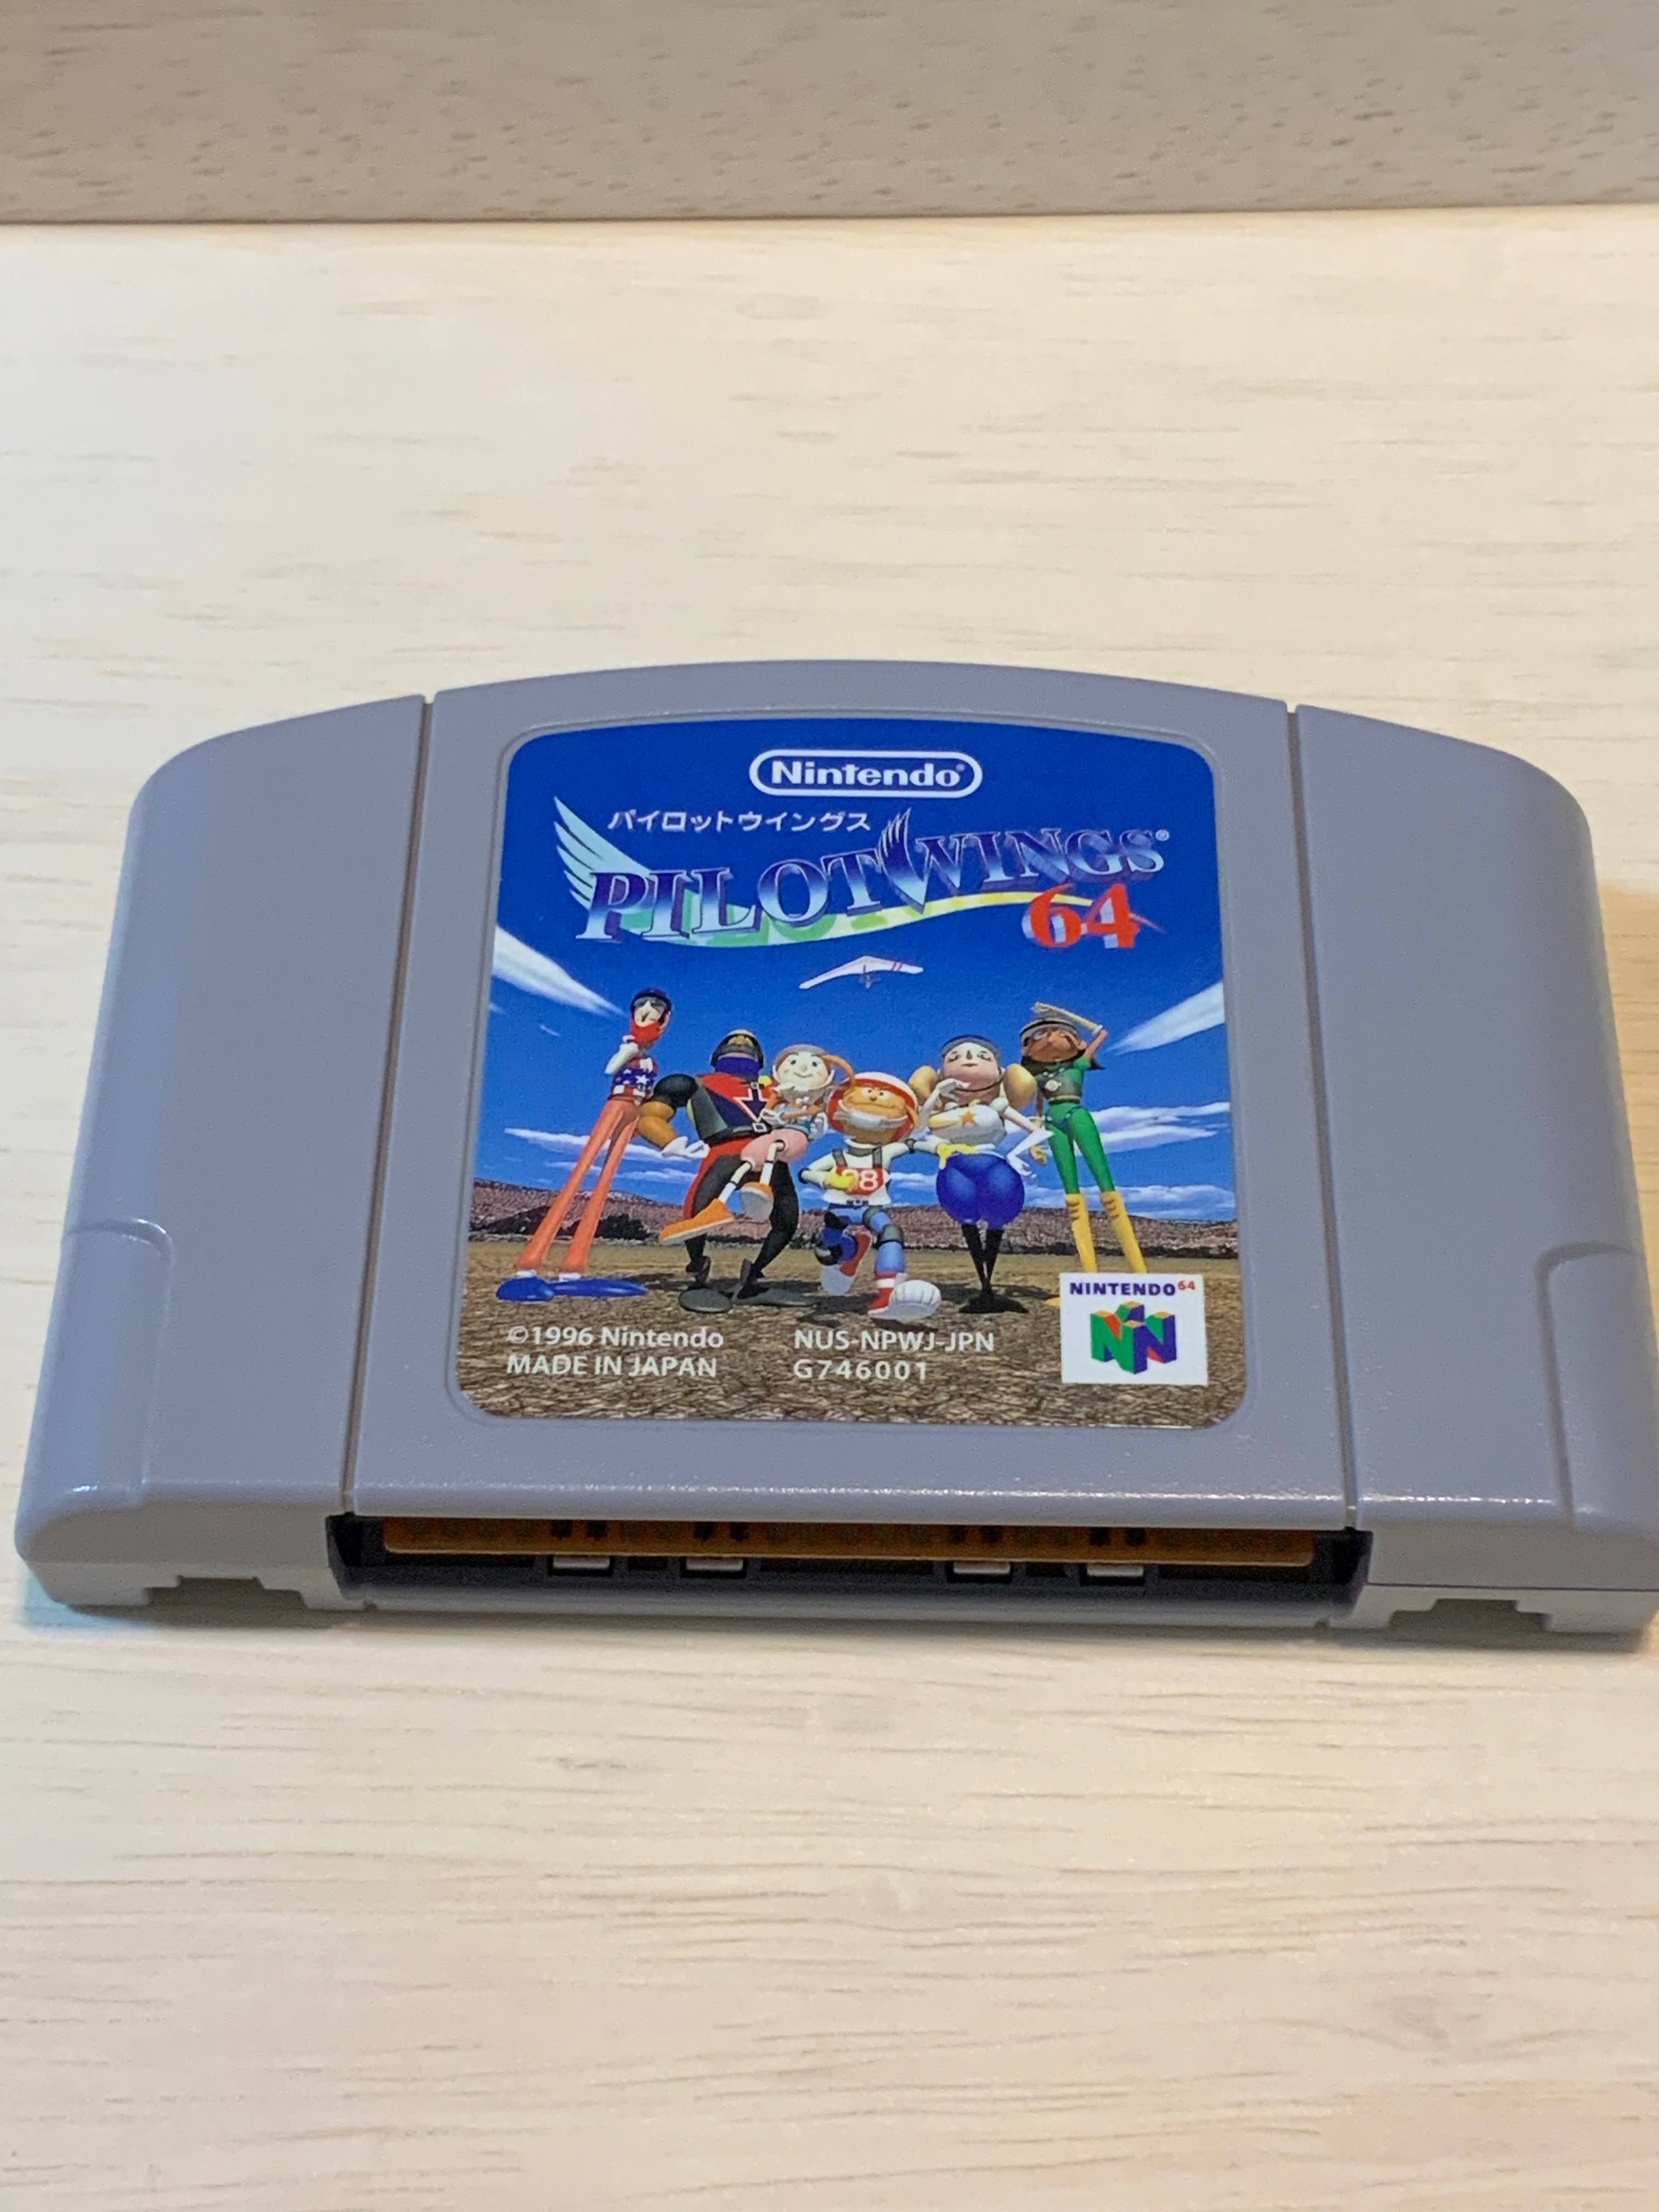 Nintendo®
パイロットウイングス
PILOTWINGS®
64
98
NINTENDO64
©1996 Nintendo NUS-NPWJ-JPN
MADE IN JAPAN G746001